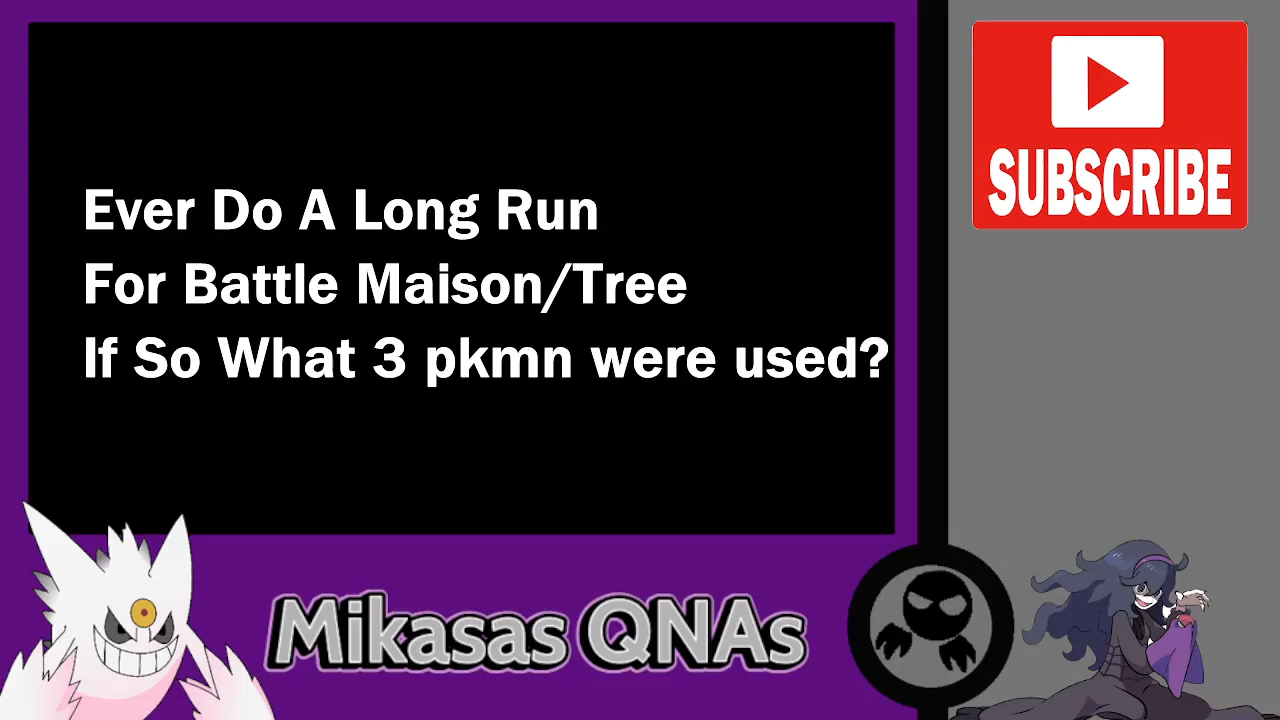 Ever Do A Long Run
For Battle Maison/Tree
If So What 3 pkmn were used?
SUBSCRIBE
Mikasas QNAs